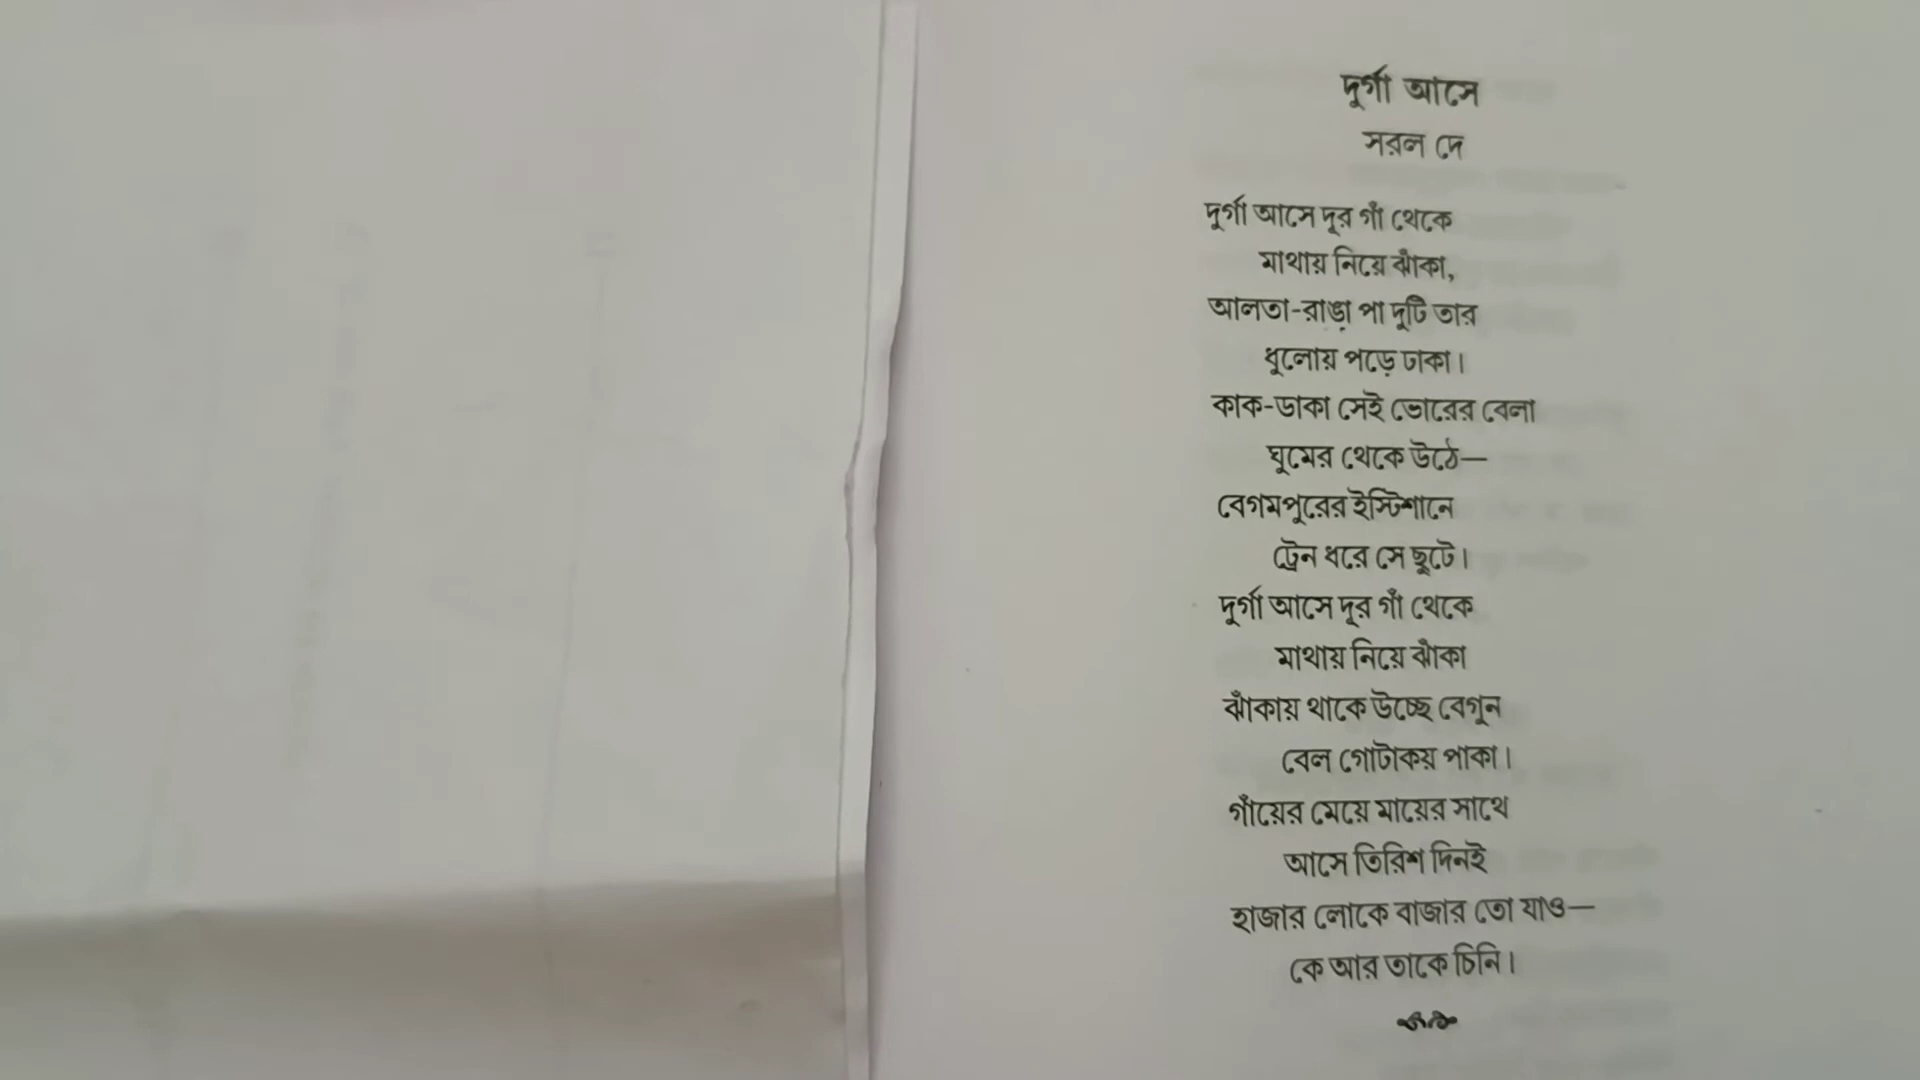 দুর্গা আসে
সরল দে
দুর্গা আসে দূর গাঁ থেকে
মাথায় নিয়ে ঝাঁকা,
আলতা-রাঙা পা দুটি তার
ধুলোয় পড়ে ঢাকা।
কাক-ডাকা সেই ভোরের বেলা
ঘুমের থেকে উঠে—
বেগমপুরের ইস্টিশানে
ট্রেন ধরে সে ছুটে।
দুর্গা আসে দূর গাঁ থেকে
মাথায় নিয়ে ঝাঁকা
ঝাঁকায় থাকে উচ্ছে বেগুন
বেল গোটাকয় পাকা।
গাঁয়ের মেয়ে মায়ের সাথে
আসে তিরিশ দিনই
হাজার লোকে বাজার তো যাও—
কে আর তাকে চিনি।